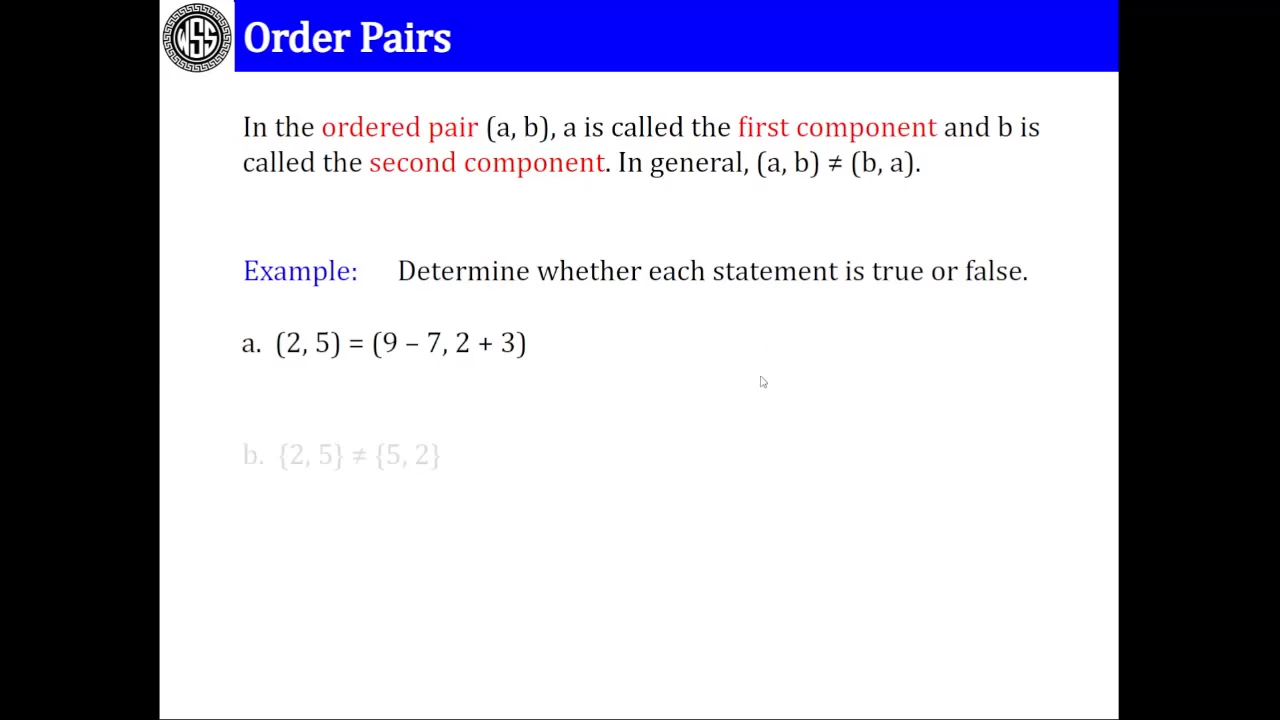 WSS
Order Pairs
In the ordered pair (a, b), a is called the first component and b is
called the second component. In general, (a, b) ≠ (b, a).
Example: Determine whether each statement is true or false.
a. (2, 5) = (9 – 7, 2 + 3)
b. {2, 5} ≠ {5, 2}